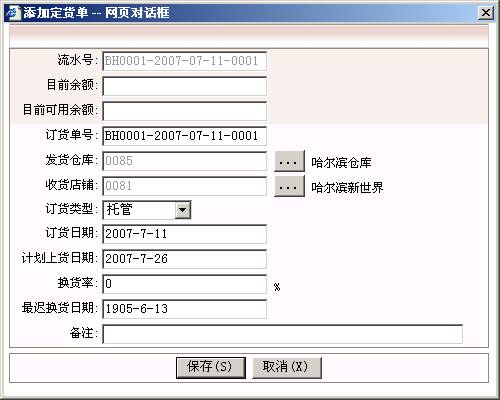 添加定货单 -- 网页对话框
流水号: BH0001-2007-07-11-0001
目前余额:
目前可用余额:
订货单号: BH0001-2007-07-11-0001
发货仓库: 0085 ... 哈尔滨仓库
收货店铺: 0081 ... 哈尔滨新世界
订货类型: 托管
订货日期: 2007-7-11
计划上货日期: 2007-7-26
换货率: 0 %
最迟换货日期: 1905-6-13
备注:
保存(S) 取消(X)